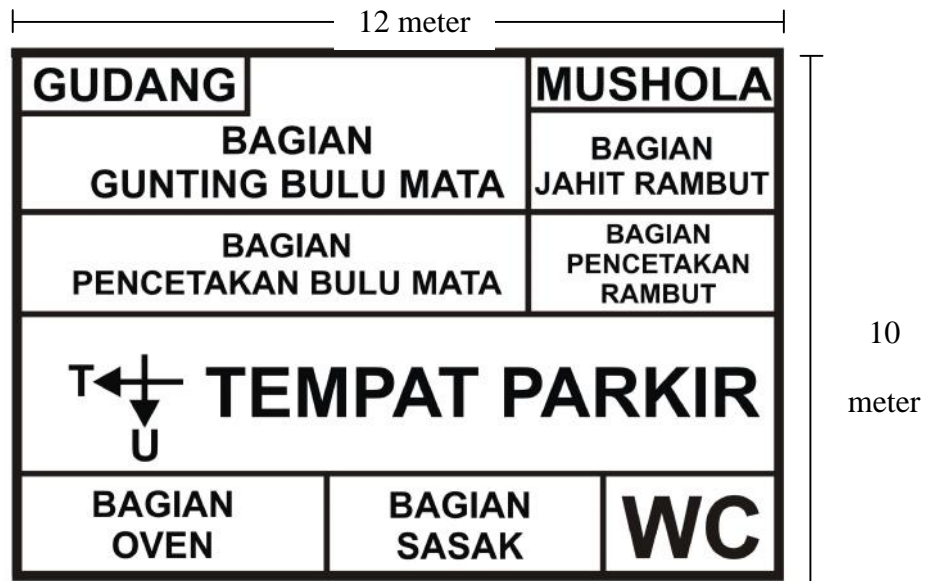 12 meter
GUDANG
MUSHOLA
BAGIAN
GUNTING BULU MATA
BAGIAN
JAHIT RAMBUT
BAGIAN
PENCETAKAN BULU MATA
BAGIAN
PENCETAKAN
RAMBUT
10
meter
T
U
TEMPAT PARKIR
BAGIAN
OVEN
BAGIAN
SASAK
WC